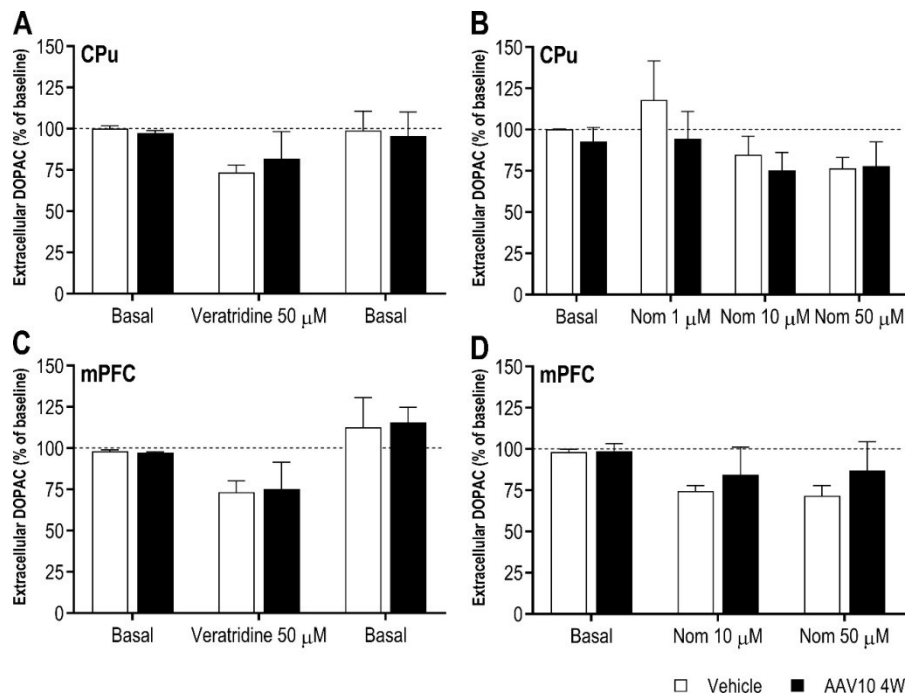 A
CPu
Extracellular DOPAC (% of baseline)
150
125
100
75
50
25
0
Basal
Veratridine 50 μM
Basal
B
CPu
Extracellular DOPAC (% of baseline)
150
125
100
75
50
25
0
Basal
Nom 1 μM
Nom 10 μM
Nom 50 μM
C
mPFC
Extracellular DOPAC (% of baseline)
150
125
100
75
50
25
0
Basal
Veratridine 50 μM
Basal
D
mPFC
Extracellular DOPAC (% of baseline)
150
125
100
75
50
25
0
Basal
Nom 10 μM
Nom 50 μM
Vehicle
AAV10 4W